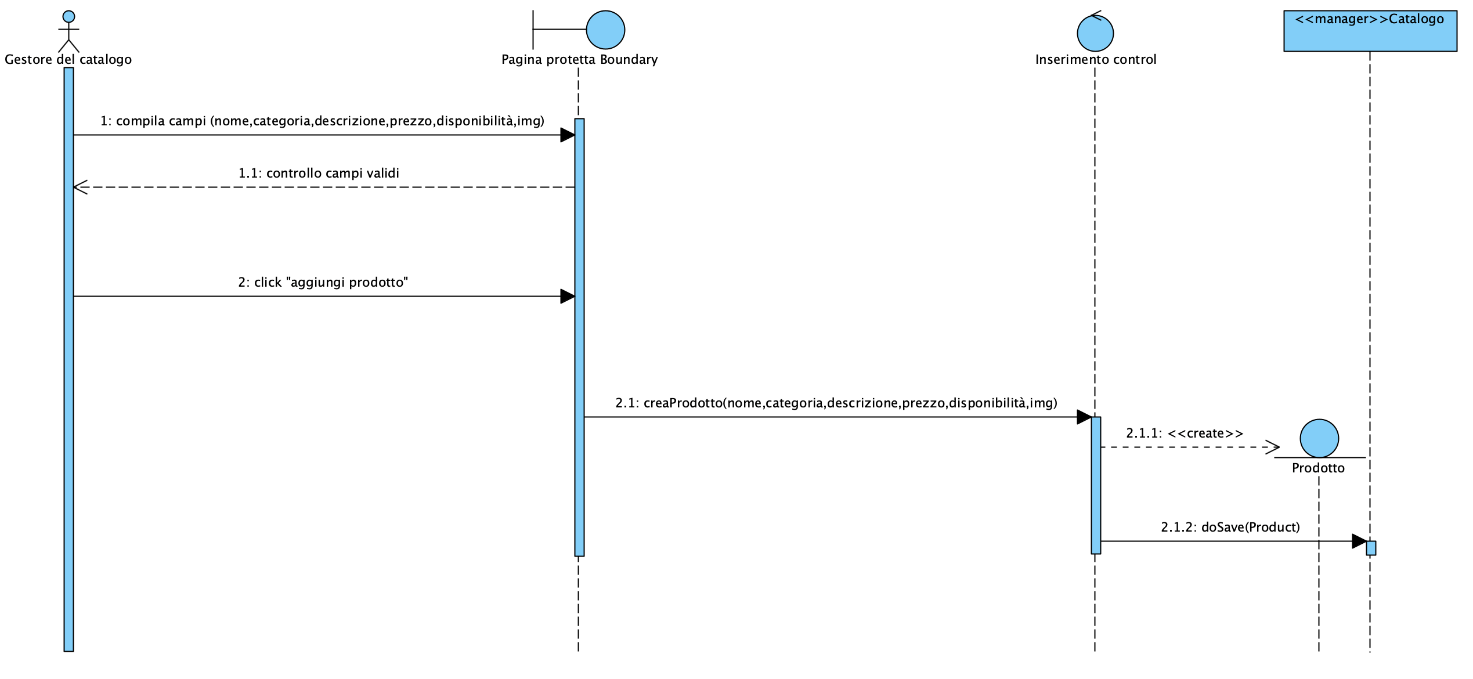 <<manager>>Catalogo
Gestore del catalogo
Pagina protetta Boundary
Inserimento control
1: compila campi (nome,categoria,descrizione,prezzo,disponibilità,img)
1.1: controllo campi validi
2: click "aggiungi prodotto"
2.1: creaProdotto(nome,categoria,descrizione,prezzo,disponibilità,img)
2.1.1: <<create>>
Prodotto
2.1.2: doSave(Product)